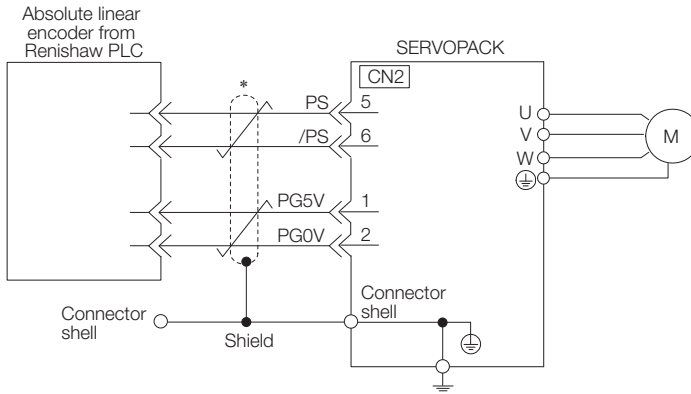 Absolute linear
encoder from
Renishaw PLC
SERVOPACK
CN2
*
PS 5
/PS 6
PG5V 1
PG0V 2
U
V
W
M
Connector
shell
Shield
Connector
shell